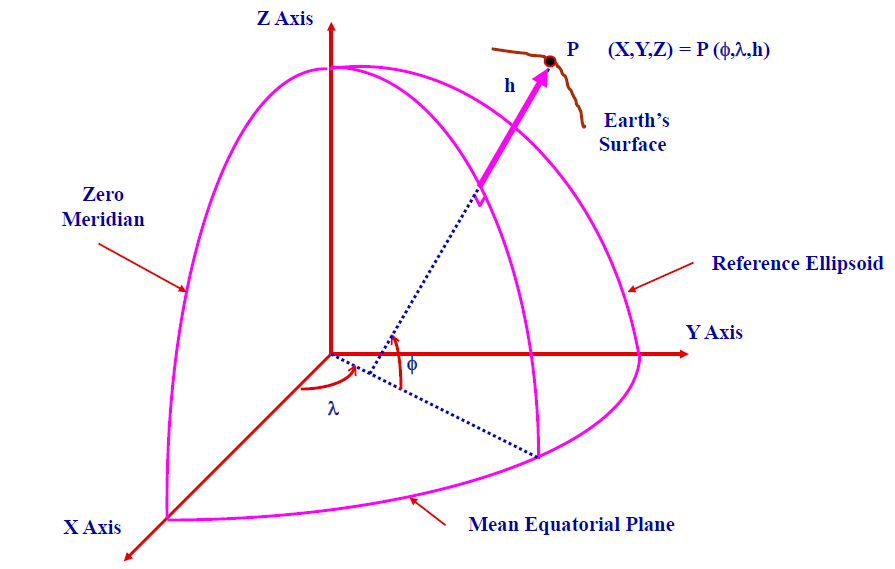 Z Axis
P (X,Y,Z) = P (ϕ,λ,h)
h
Earth's
Surface
Zero
Meridian
Reference Ellipsoid
Y Axis
ϕ
λ
X Axis
Mean Equatorial Plane